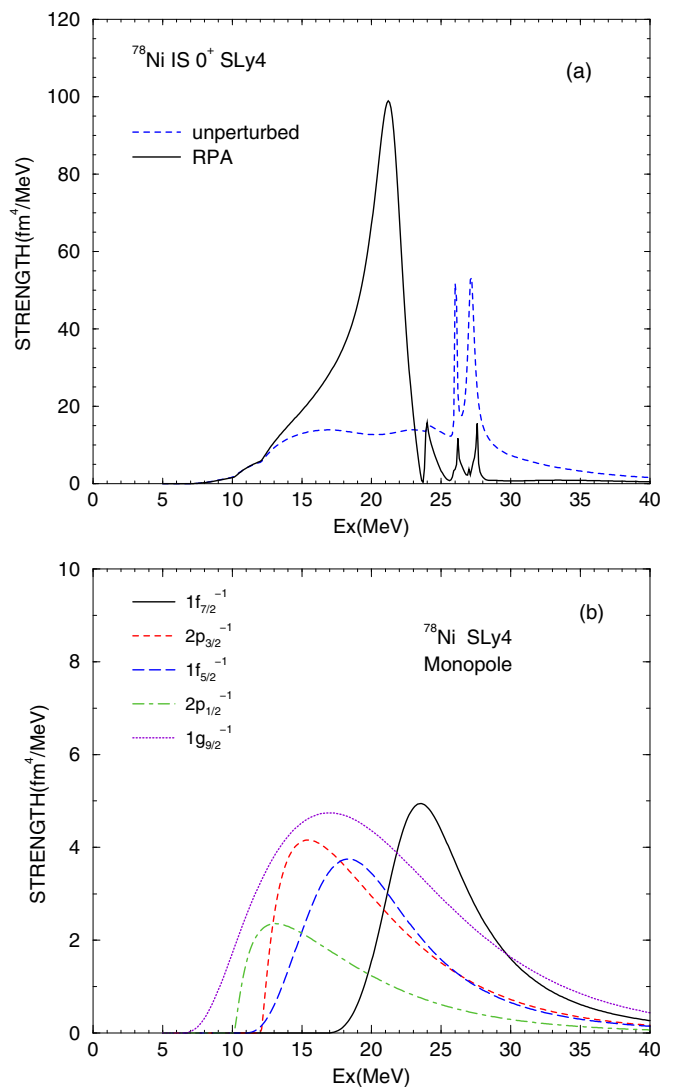 120
100
80
60
40
20
0
STRENGTH(fm⁴/MeV)
⁷⁸Ni IS 0⁺ SLy4
(a)
unperturbed
RPA
0 5 10 15 20 25 30 35 40
Ex(MeV)
10
8
6
4
2
0
STRENGTH(fm⁴/MeV)
1f₇/₂⁻¹
2p₃/₂⁻¹
1f₅/₂⁻¹
2p₁/₂⁻¹
1g₉/₂⁻¹
(b)
⁷⁸Ni SLy4
Monopole
0 5 10 15 20 25 30 35 40
Ex(MeV)